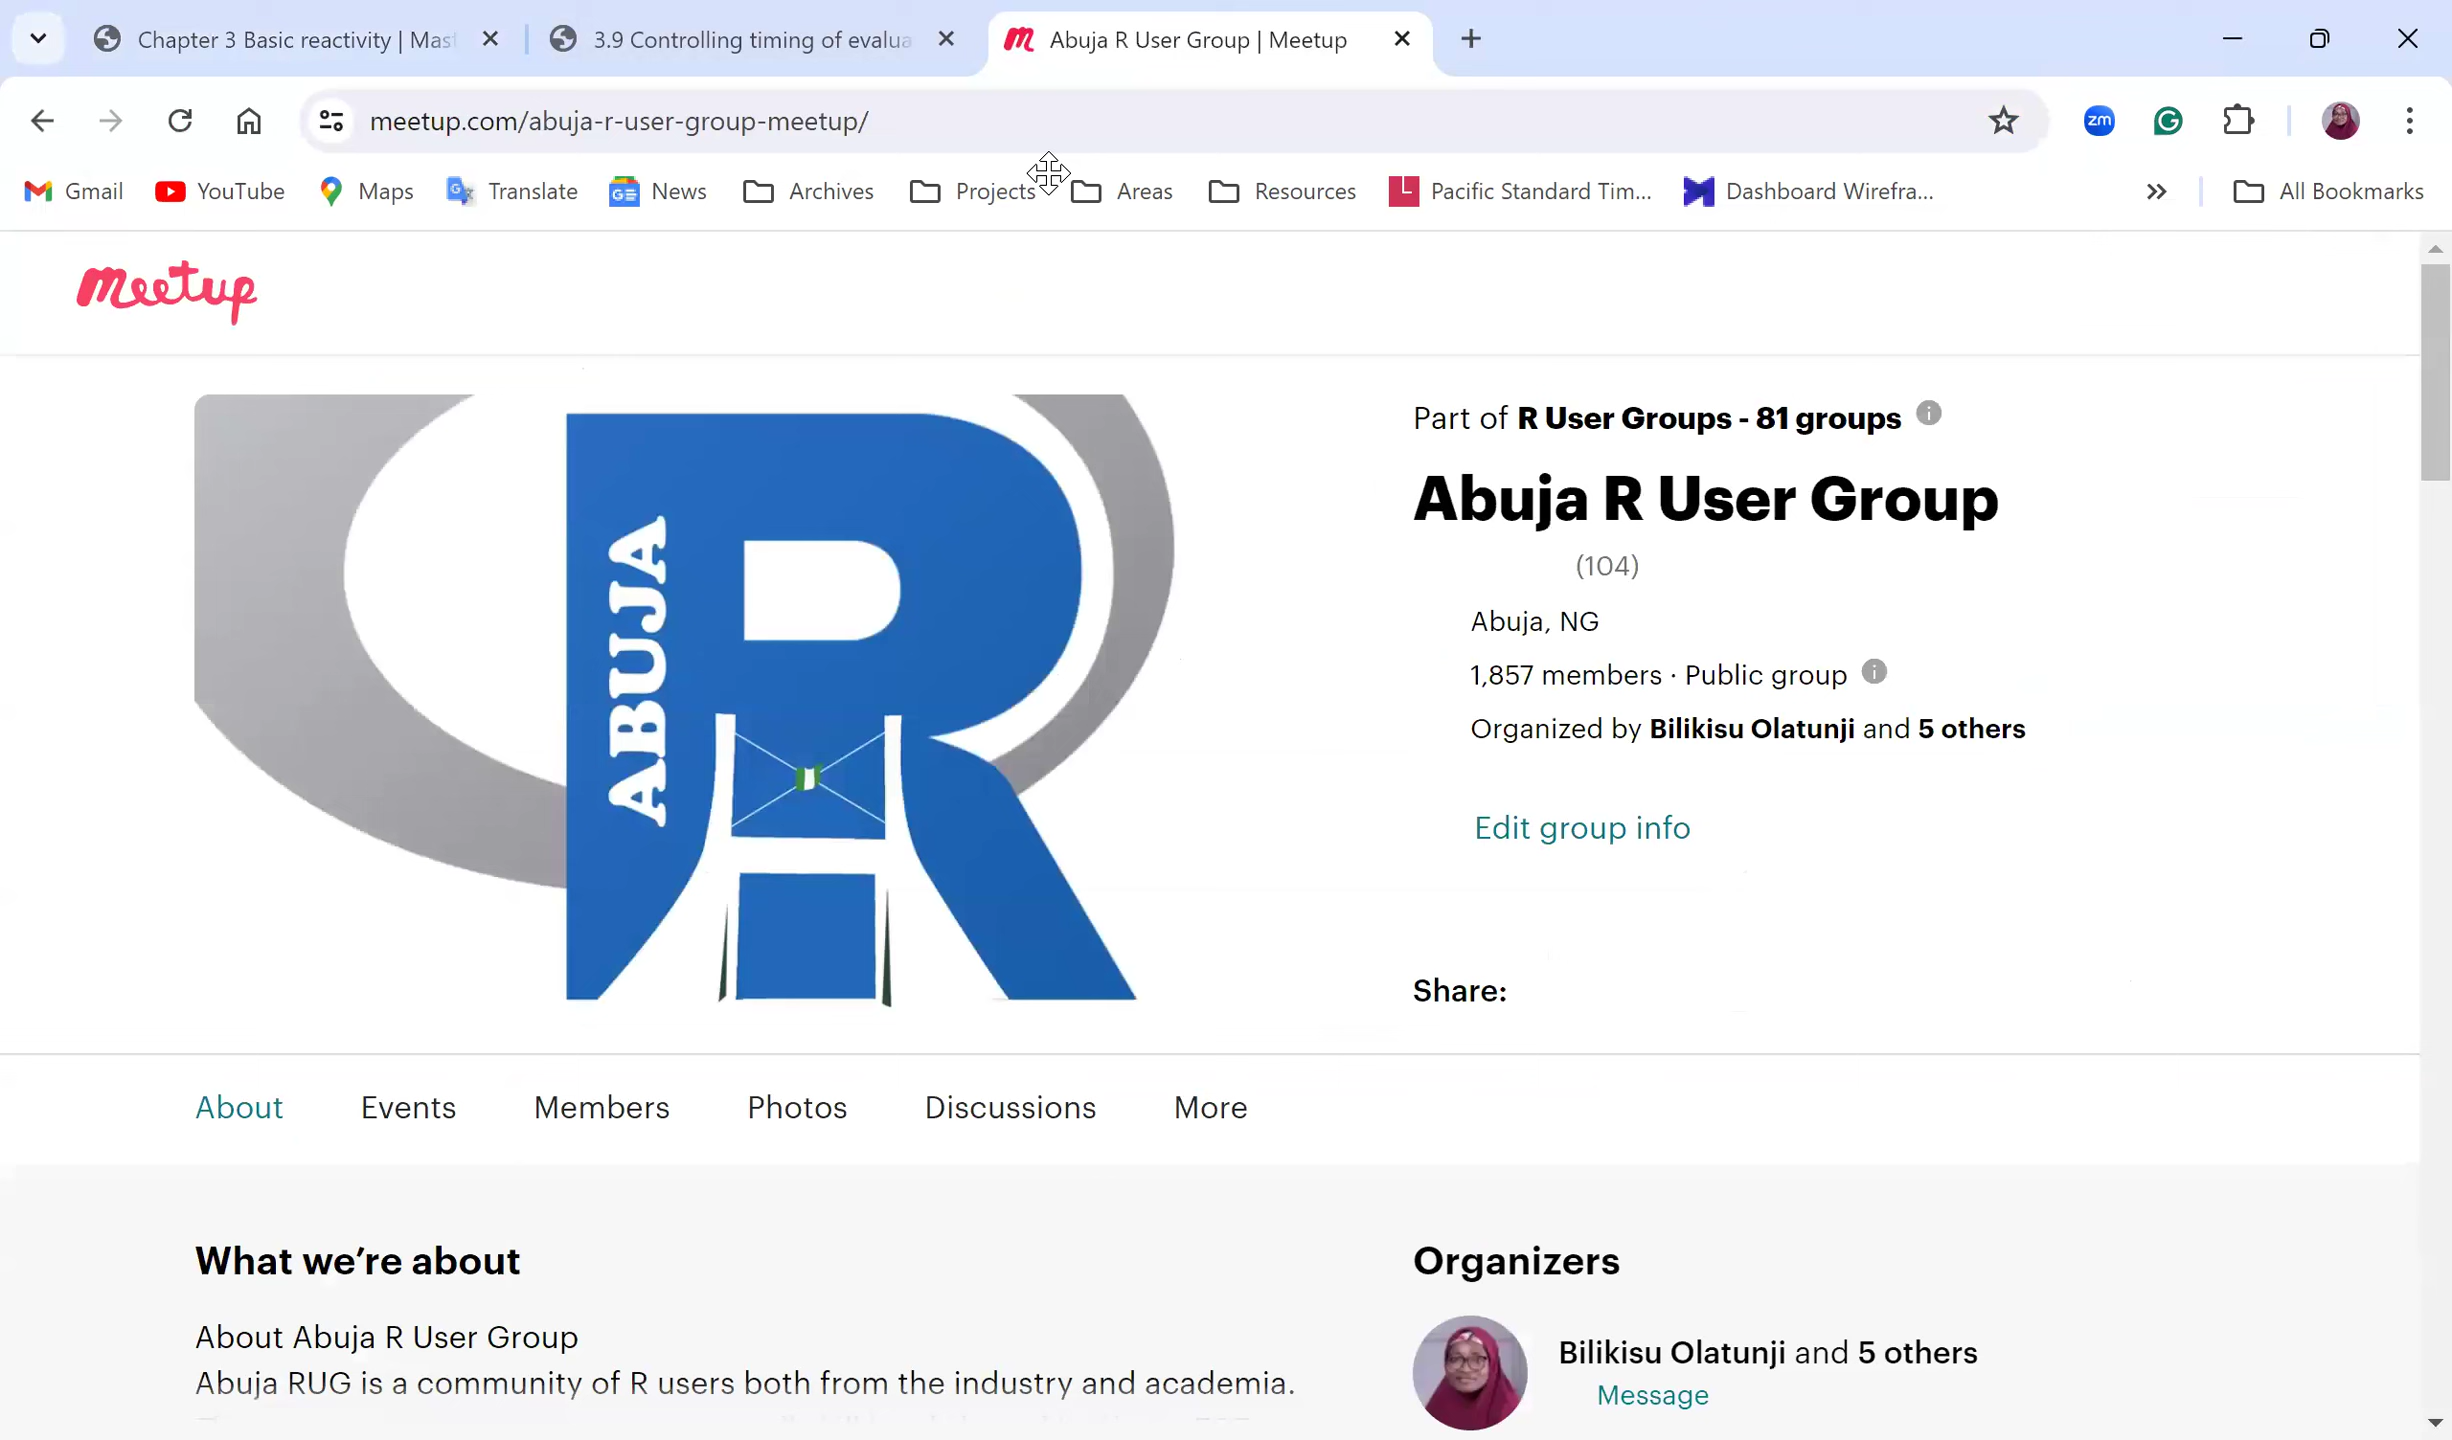 Chapter 3 Basic reactivity | Mast
3.9 Controlling timing of evalua
Abuja R User Group | Meetup
meetup.com/abuja-r-user-group-meetup/
zm
G
Gmail
YouTube
Maps
Translate
News
Archives
Projects
Areas
Resources
Pacific Standard Tim...
Dashboard Wirefra...
All Bookmarks
meetup
ABUJA
Part of R User Groups - 81 groups
Abuja R User Group
(104)
Abuja, NG
1,857 members · Public group
Organized by Bilikisu Olatunji and 5 others
Edit group info
Share:
About
Events
Members
Photos
Discussions
More
What we’re about
Organizers
About Abuja R User Group
Abuja RUG is a community of R users both from the industry and academia.
Bilikisu Olatunji and 5 others
Message